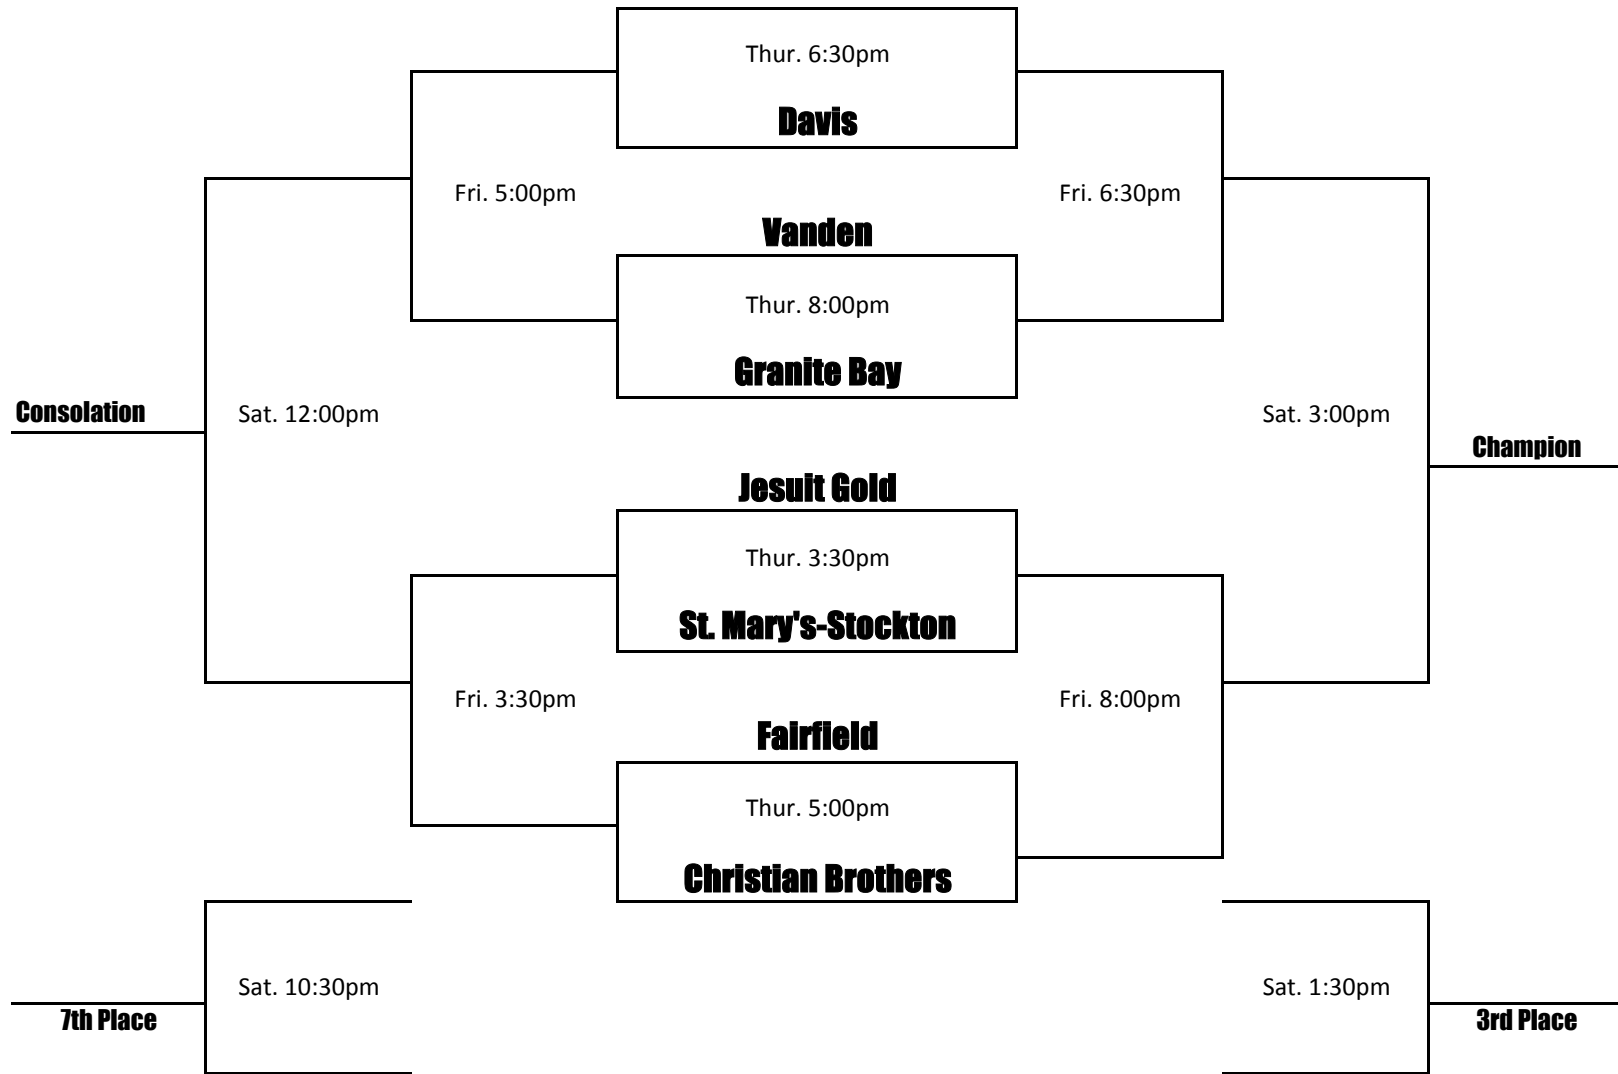 Thur. 6:30pm
Davis
Fri. 5:00pm
Fri. 6:30pm
Vanden
Thur. 8:00pm
Granite Bay
Consolation
Sat. 12:00pm
Sat. 3:00pm
Champion
Jesuit Gold
Thur. 3:30pm
St. Mary's-Stockton
Fri. 3:30pm
Fri. 8:00pm
Fairfield
Thur. 5:00pm
Christian Brothers
Sat. 10:30pm
Sat. 1:30pm
7th Place
3rd Place